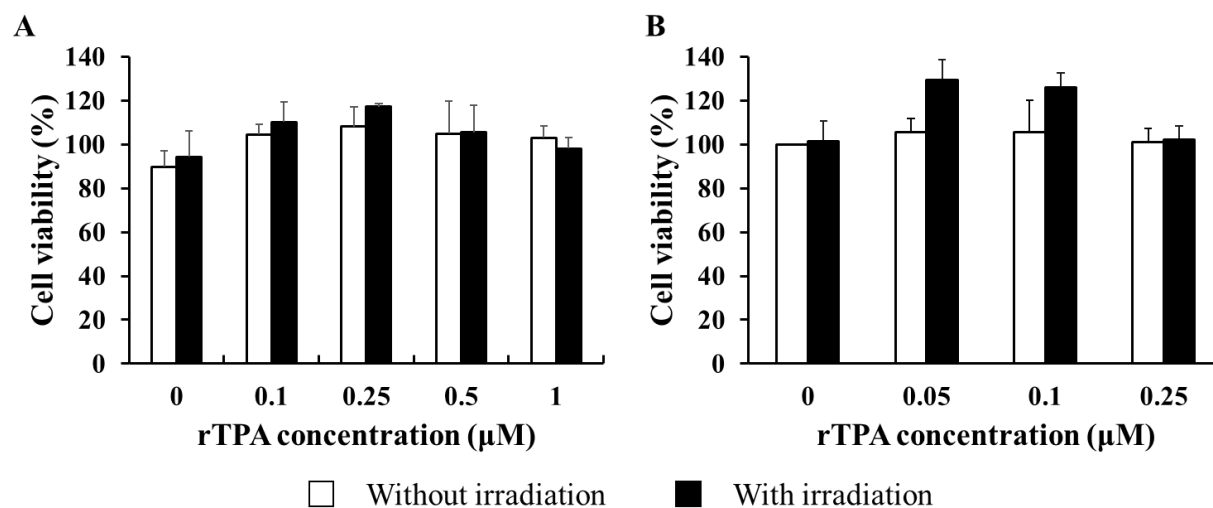 A
140
120
100
80
60
40
20
0
Cell viability (%)
0 0.1 0.25 0.5 1
rTPA concentration (µM)
B
140
120
100
80
60
40
20
0
Cell viability (%)
0 0.05 0.1 0.25
rTPA concentration (µM)
Without irradiation With irradiation